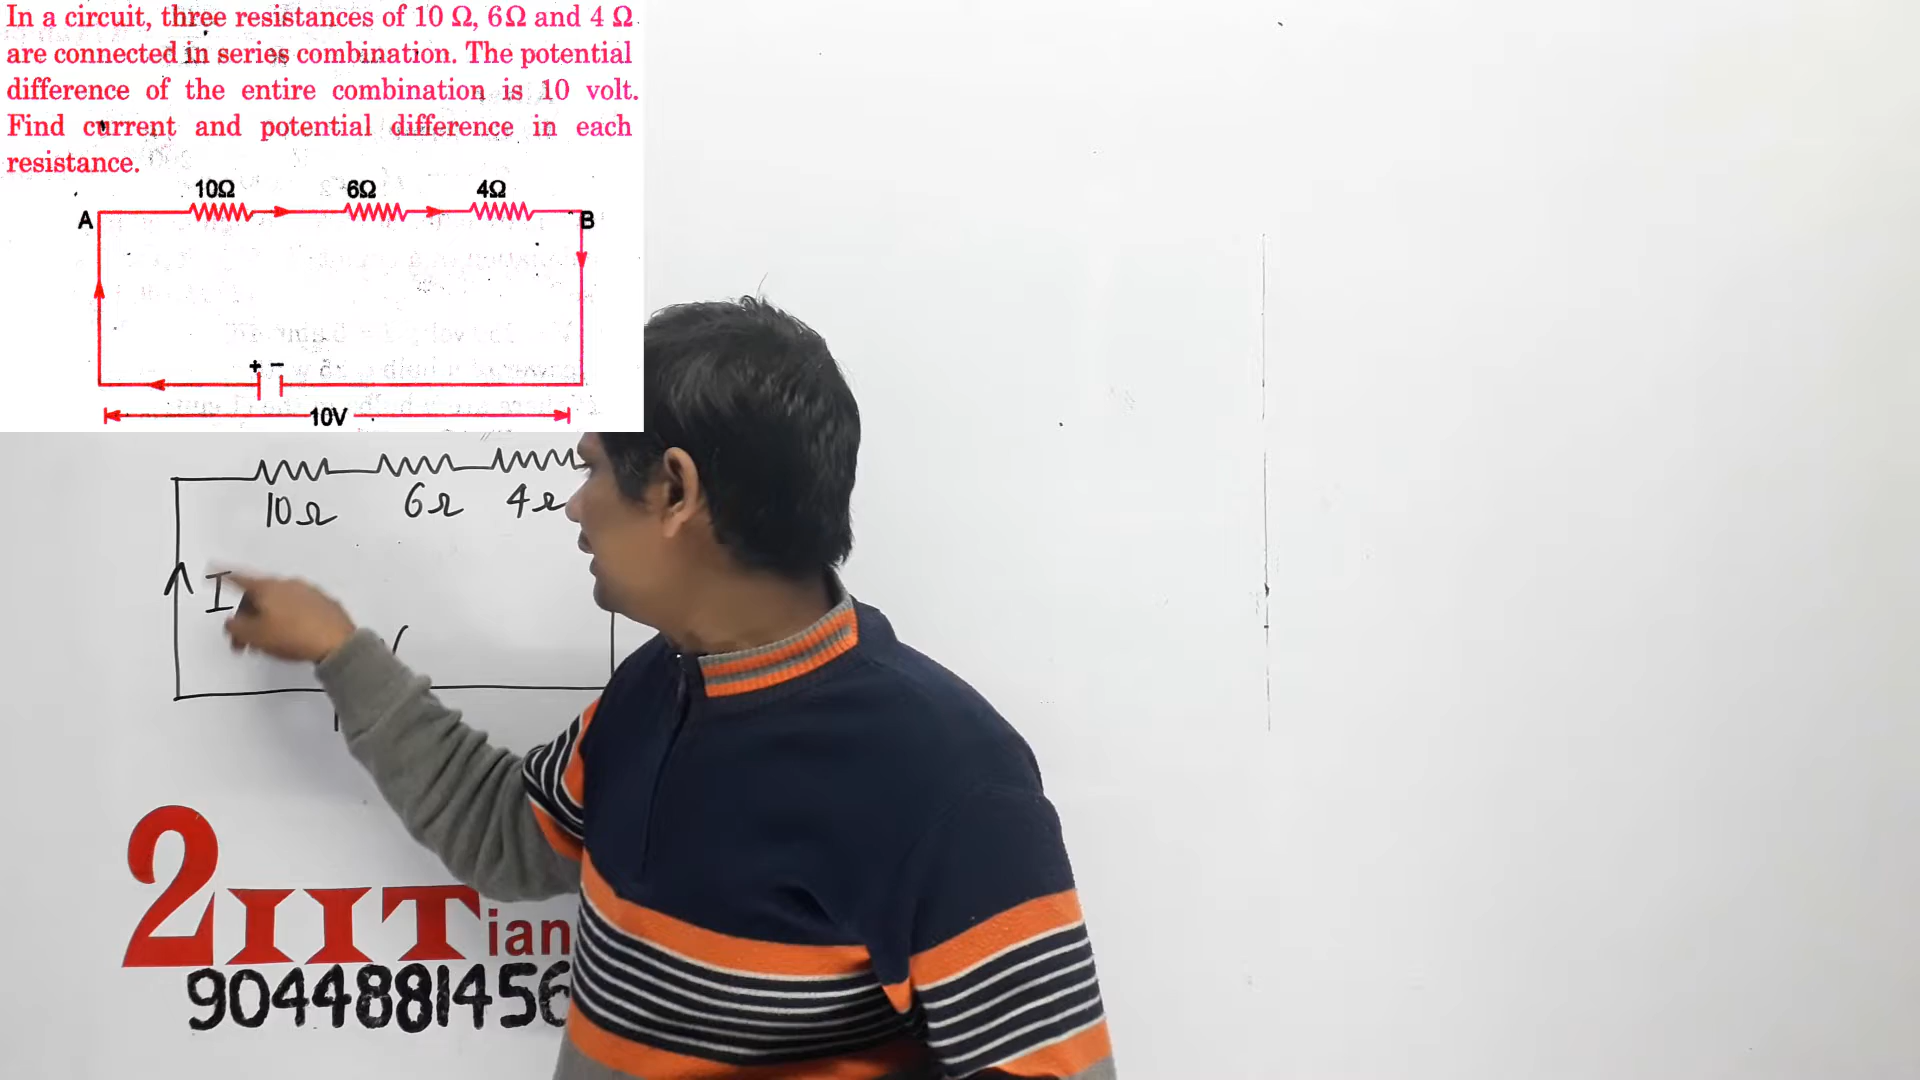 In a circuit, three resistances of 10 Ω, 6Ω and 4 Ω
are connected in series combination. The potential
difference of the entire combination is 10 volt.
Find current and potential difference in each
resistance.
10Ω 6Ω 4Ω
A B
+ −
10V
10Ω 6Ω 4Ω
I
2IITian
9044881456